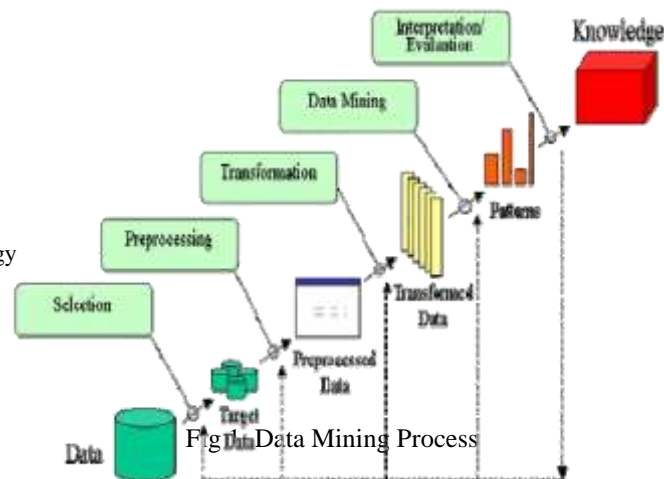 Interpretation/
Evaluation
Knowledge
Data Mining
Transformation
Patterns
Preprocessing
gy
Transformed
Data
Selection
Preprocessed
Data
Target
Data
Data
Fig 1: Data Mining Process